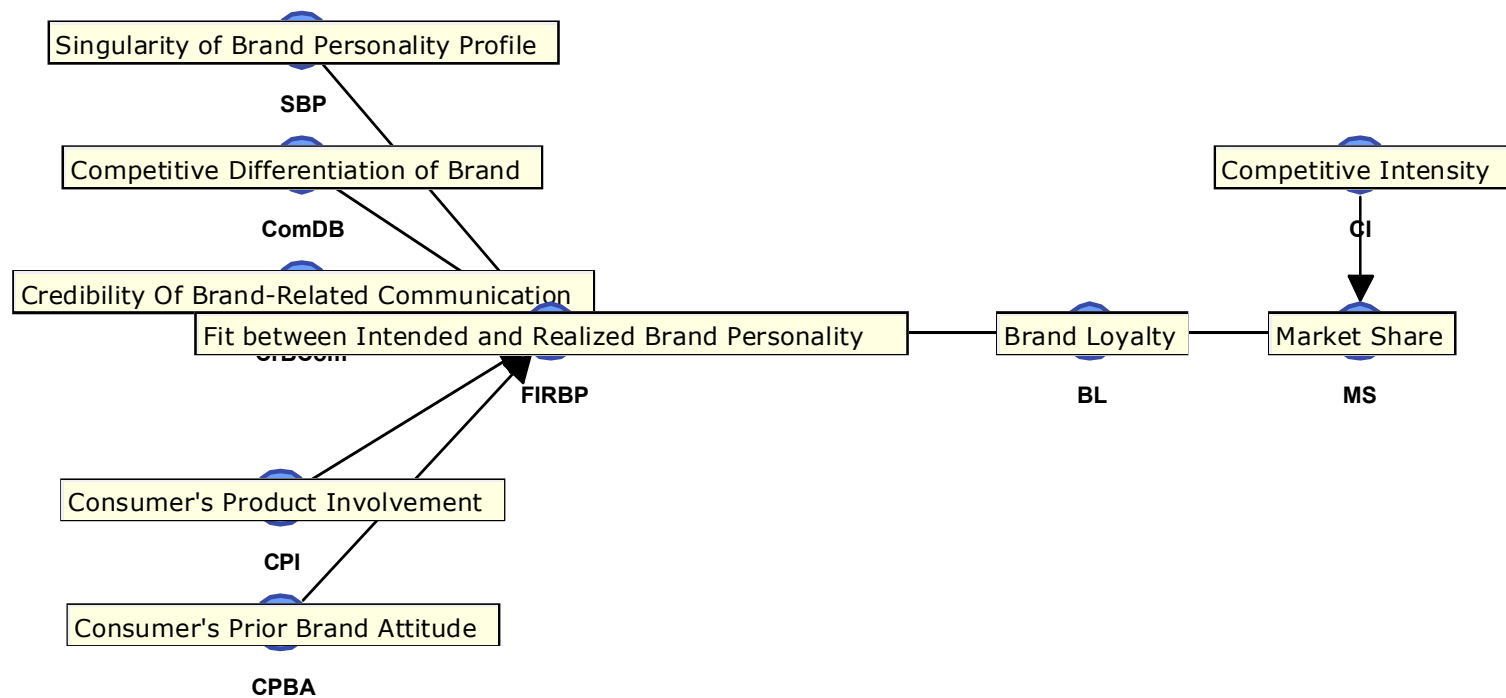 Singularity of Brand Personality Profile
SBP
Competitive Differentiation of Brand
ComDB
Competitive Intensity
CI
Credibility Of Brand-Related Communication
Fit between Intended and Realized Brand Personality
FIRBP
Brand Loyalty
BL
Market Share
MS
Consumer's Product Involvement
CPI
Consumer's Prior Brand Attitude
CPBA